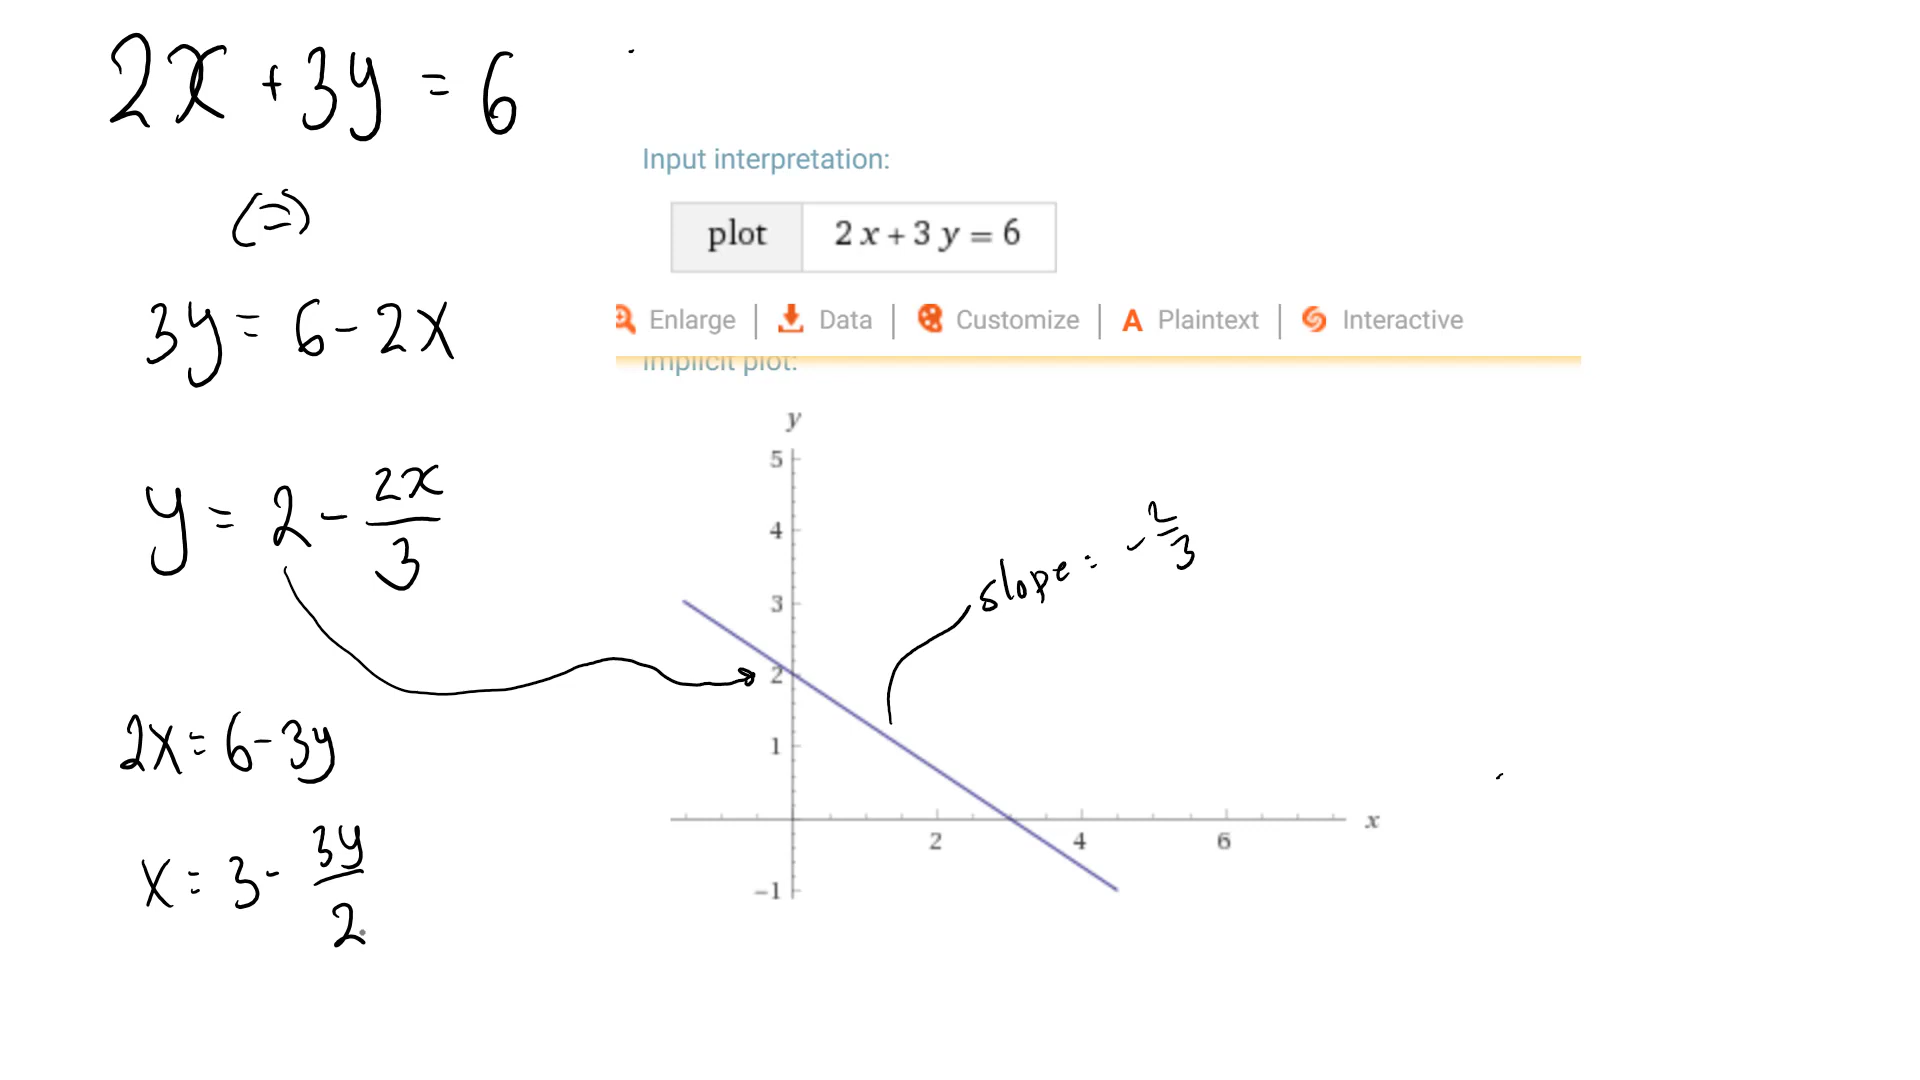 2x + 3y = 6
(=)
3y = 6 - 2x
y = 2 - 2x/3
2x = 6 - 3y
x = 3 - 3y/2
Input interpretation:
plot 2 x + 3 y = 6
Enlarge | Data | Customize | A Plaintext | Interactive
Implicit plot:
y
5
4
3
2
1
-1
2 4 6 x
slope = -2/3